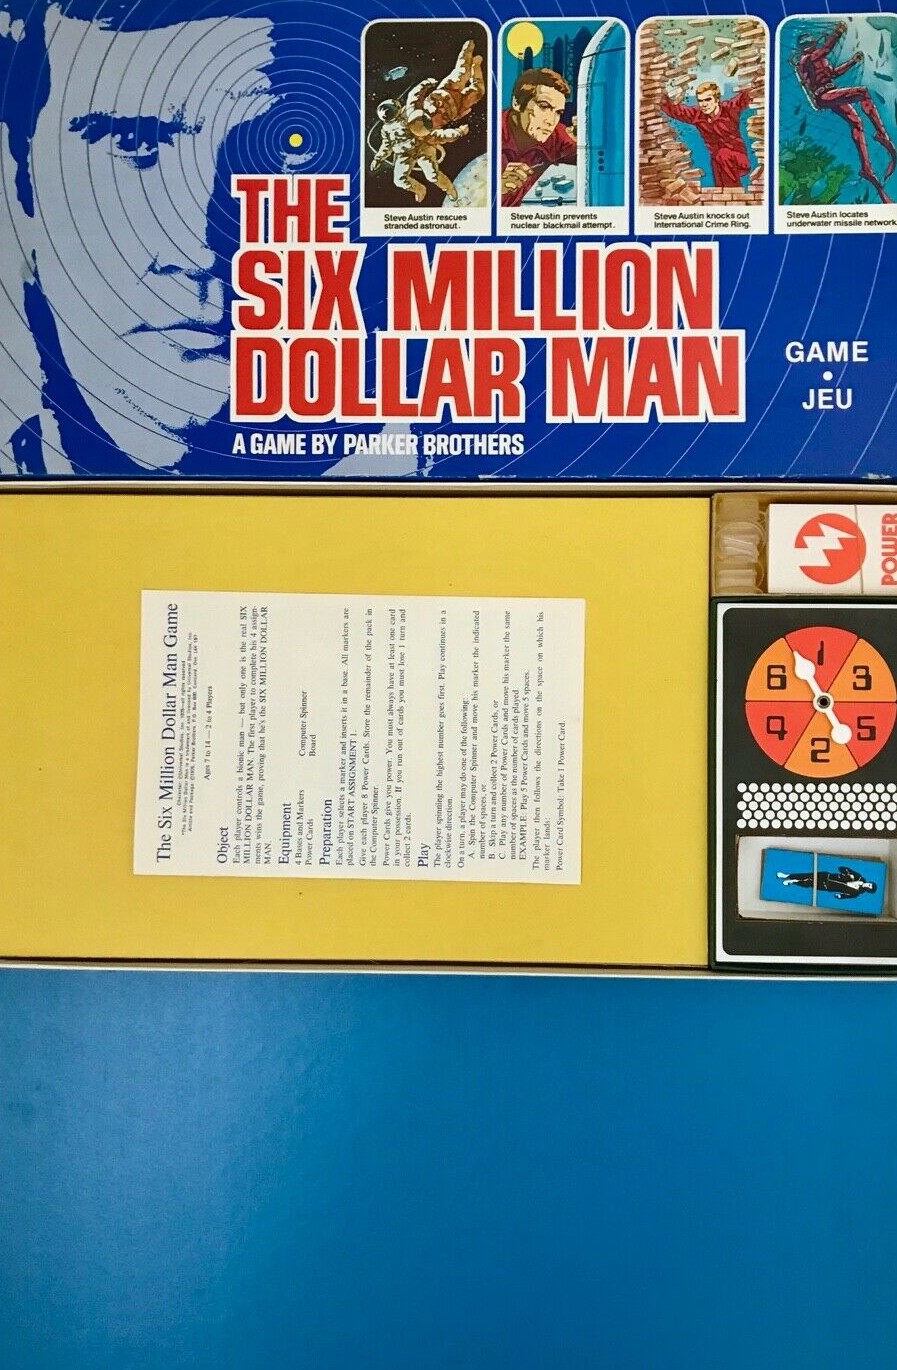 Steve Austin rescues
stranded astronaut.
Steve Austin prevents
nuclear blackmail attempt.
Steve Austin knocks out
International Crime Ring.
Steve Austin locates
underwater missile network.
THE
SIX MILLION
DOLLAR MAN
GAME
•
JEU
A GAME BY PARKER BROTHERS
POWER
1
3
5
2
4
6
The Six Million Dollar Man Game
Ages 7 to 14 — 2 to 4 Players
Object
Each player controls a bionic man — but only one is the real SIX
MILLION DOLLAR MAN. The first player to complete his 4 assign-
ments wins the game, proving that he's the SIX MILLION DOLLAR
MAN.
Equipment
4 Bases and Markers
Computer Spinner
Power Cards
Board
Preparation
Each player selects a marker and inserts it in a base. All markers are
placed on START ASSIGNMENT 1.
Give each player 8 Power Cards. Store the remainder of the pack in
the Computer Spinner.
Power Cards give you power. You must always have at least one card
in your possession. If you run out of cards you must lose 1 turn and
collect 2 cards.
Play
The player spinning the highest number goes first. Play continues in a
clockwise direction.
On a turn, a player may do one of the following:
A. Spin the Computer Spinner and move his marker the indicated
number of spaces, or
B. Skip a turn and collect 2 Power Cards, or
C. Play any number of Power Cards and move his marker the same
number of spaces as the number of cards played.
EXAMPLE: Play 5 Power Cards and move 5 spaces.
The player then follows the directions on the space on which his
marker lands:
Power Card Symbol: Take 1 Power Card.